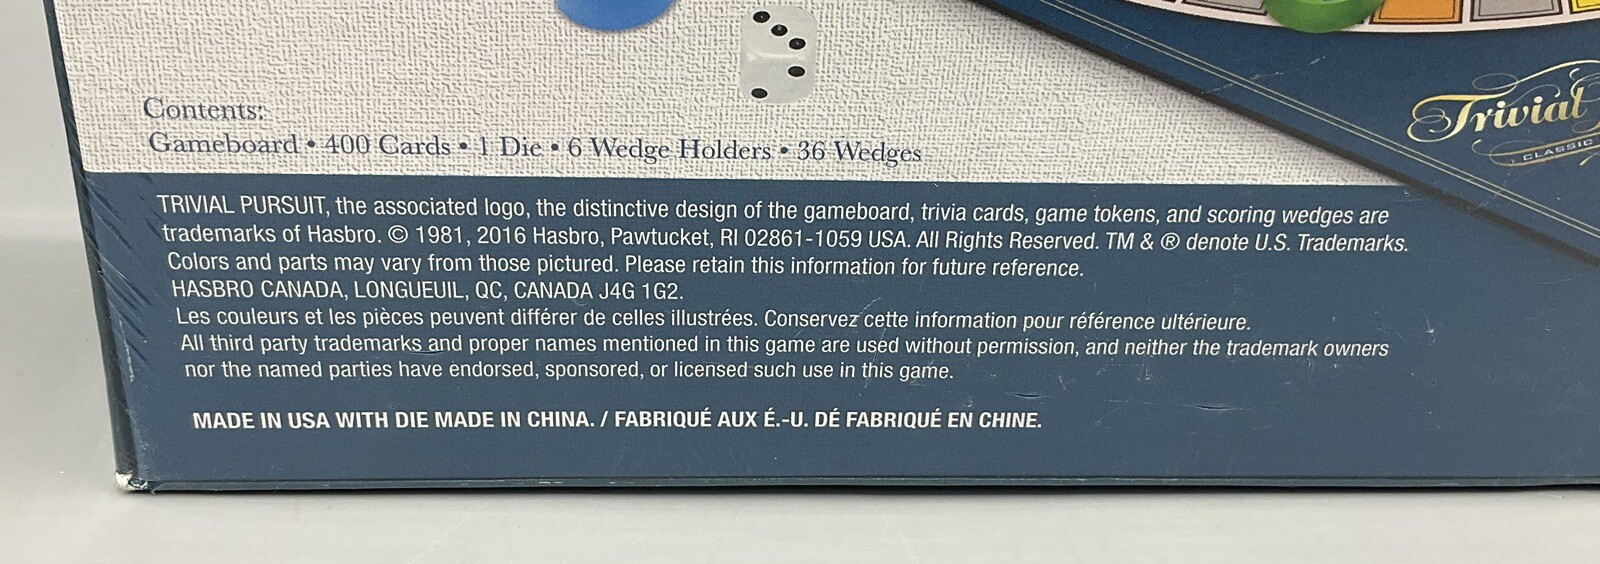 Contents:
Gameboard • 400 Cards • 1 Die • 6 Wedge Holders • 36 Wedges
Trivial
CLASSIC
TRIVIAL PURSUIT, the associated logo, the distinctive design of the gameboard, trivia cards, game tokens, and scoring wedges are
trademarks of Hasbro. © 1981, 2016 Hasbro, Pawtucket, RI 02861-1059 USA. All Rights Reserved. TM & ® denote U.S. Trademarks.
Colors and parts may vary from those pictured. Please retain this information for future reference.
HASBRO CANADA, LONGUEUIL, QC, CANADA J4G 1G2.
Les couleurs et les pièces peuvent différer de celles illustrées. Conservez cette information pour référence ultérieure.
All third party trademarks and proper names mentioned in this game are used without permission, and neither the trademark owners
nor the named parties have endorsed, sponsored, or licensed such use in this game.
MADE IN USA WITH DIE MADE IN CHINA. / FABRIQUÉ AUX É.-U. DÉ FABRIQUÉ EN CHINE.